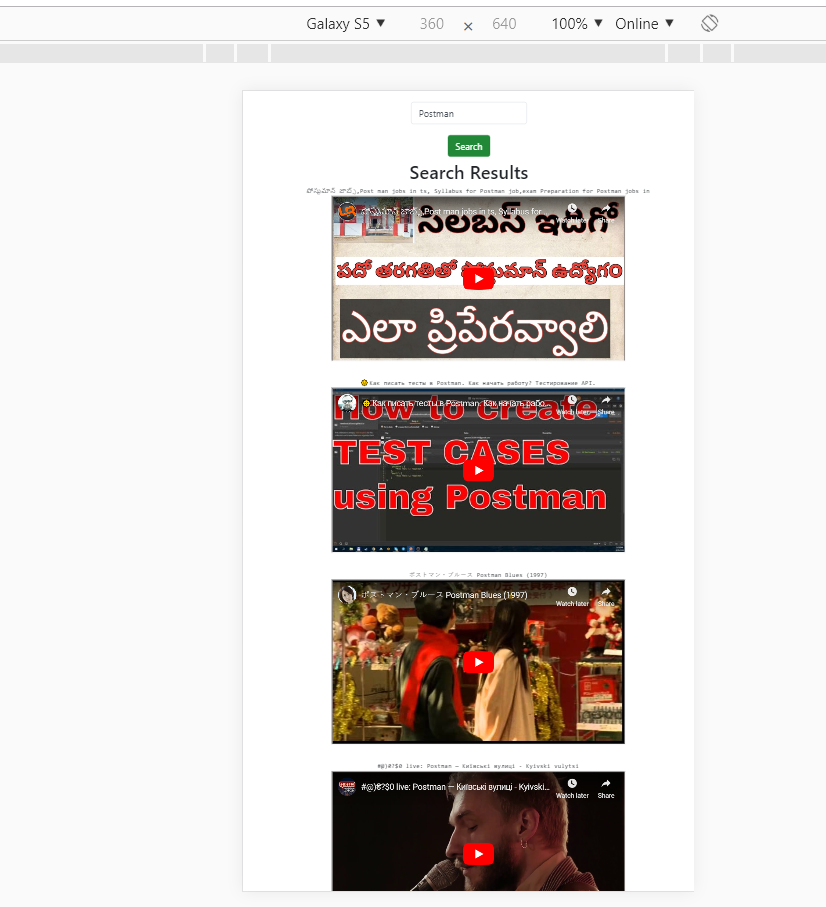 Galaxy S5 360 × 640 100% Online
Postman
Search
Search Results
పోస్టుమాన్ జాబ్స్,Post man jobs in ts, Syllabus for Postman job,exam Preparation for Postman jobs in
పోస్టుమాన్ జాబ్స్,Post man jobs in ts, Syllabus for ...
Watch later Share
సిలబస్ ఇదిగో
పదో తరగతితో పోస్టుమాన్ ఉద్యోగం
ఎలా ప్రిపేరవ్వాలి
🌼Как писать тесты в Postman. Как начать работу? Тестирование API.
🌼Как писать тесты в Postman. Как начать рабо...
Watch later Share
How to create
TEST CASES
using Postman
ポストマン・ブルース Postman Blues (1997)
ポストマン・ブルース Postman Blues (1997)
Watch later Share
#@)₴?$0 live: Postman — Київські вулиці - Kyivski vulytsi
#@)₴?$0 live: Postman — Київські вулиці - Kyivski...
Watch later Share